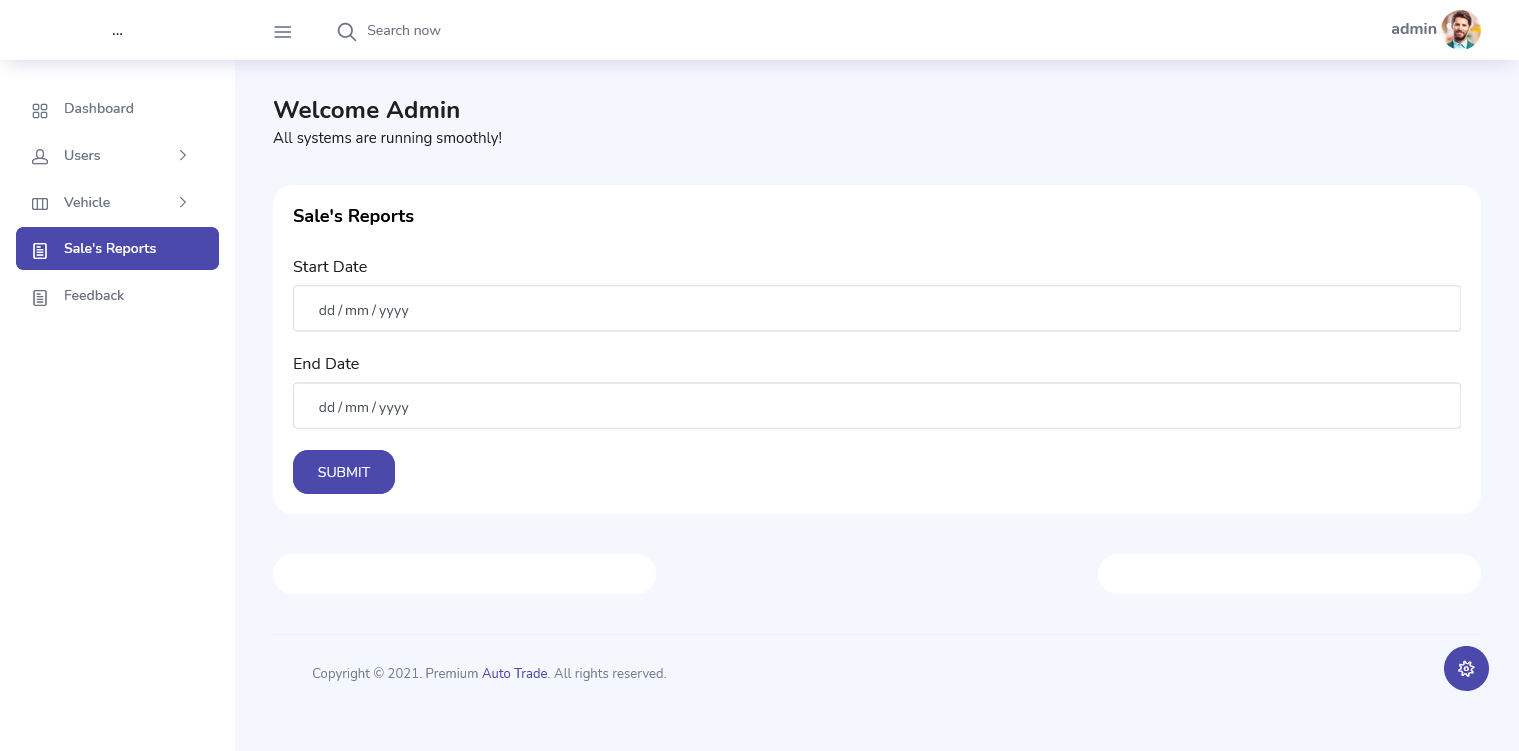 ...
Search now
admin
Dashboard
Users
Vehicle
Sale's Reports
Feedback
Welcome Admin
All systems are running smoothly!
Sale's Reports
Start Date
dd/mm/yyyy
End Date
dd/mm/yyyy
SUBMIT
Copyright © 2021. Premium Auto Trade. All rights reserved.